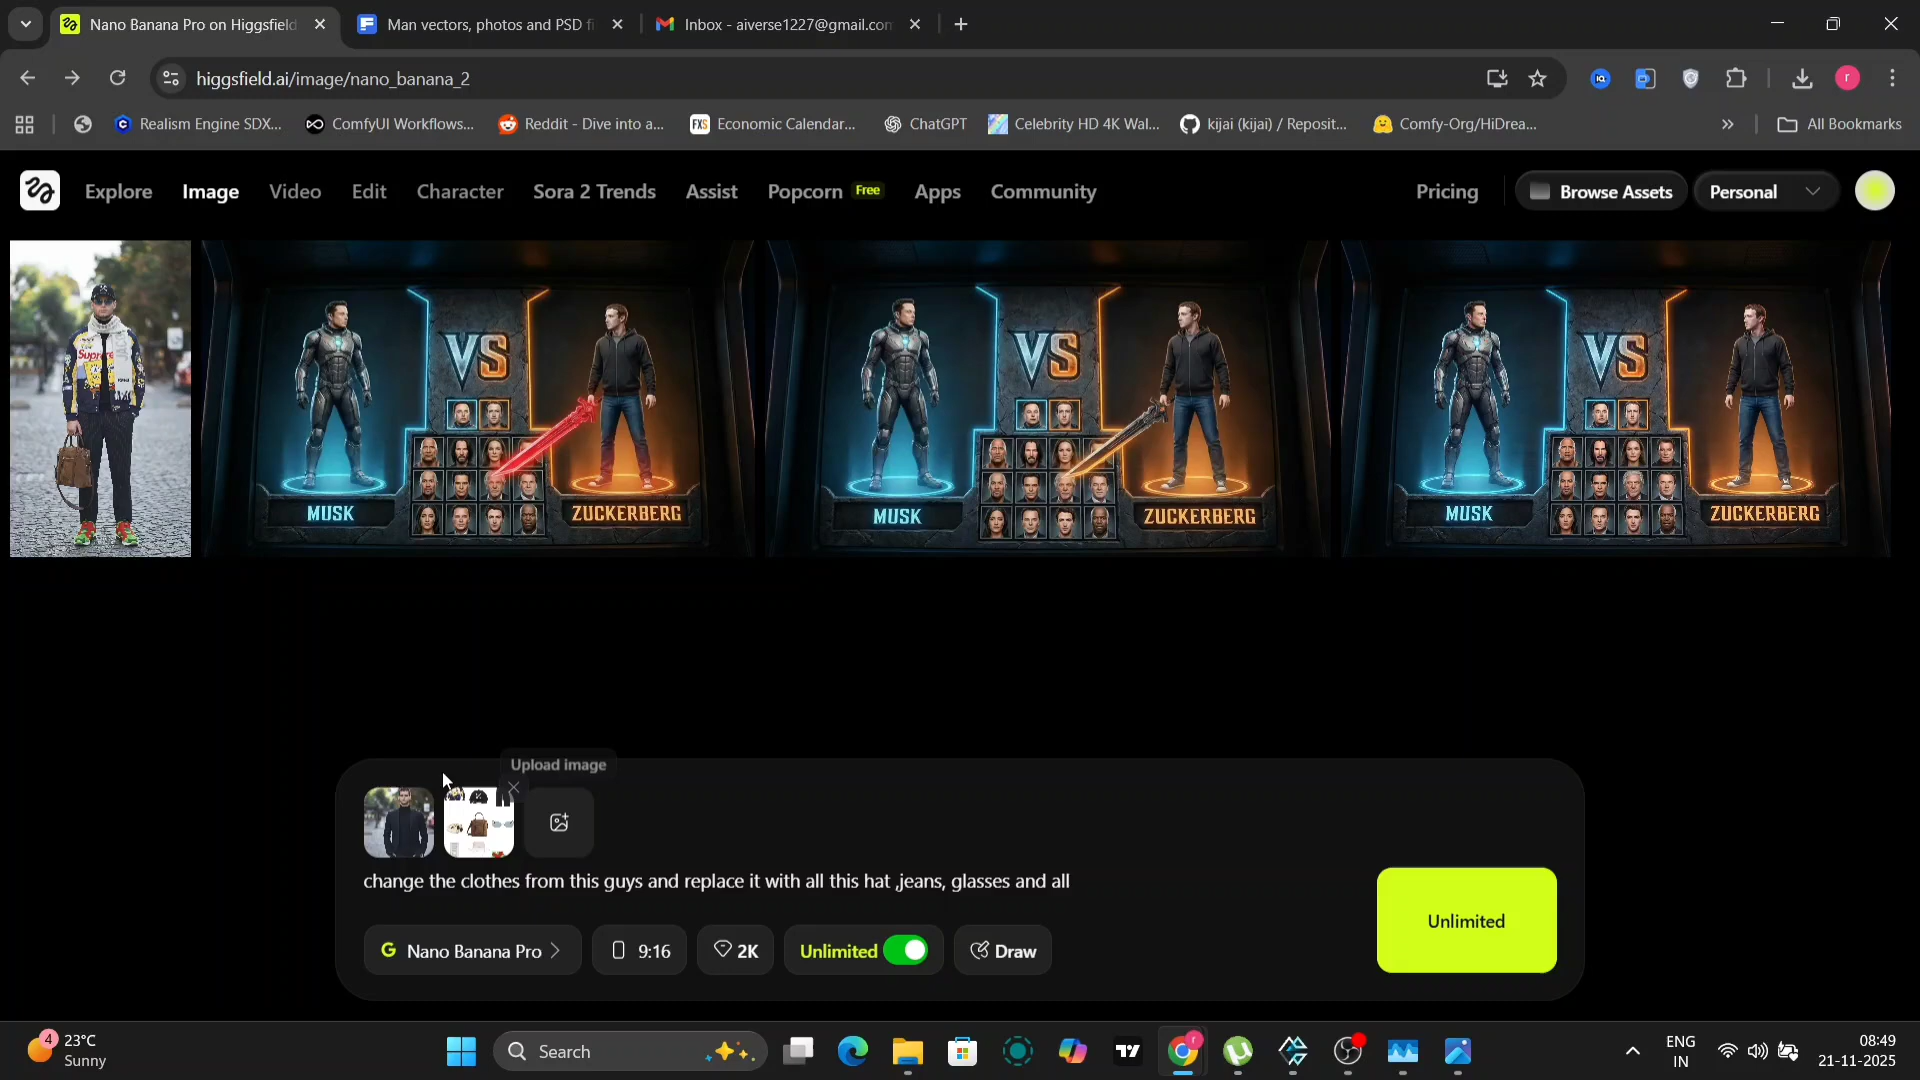 Nano Banana Pro on Higgsfield
Man vectors, photos and PSD fi
Inbox - aiverse1227@gmail.com
higgsfield.ai/image/nano_banana_2
r
Realism Engine SDX...
ComfyUI Workflows...
Reddit - Dive into a...
FXS
Economic Calendar...
ChatGPT
Celebrity HD 4K Wal...
kijai (kijai) / Reposit...
Comfy-Org/HiDrea...
All Bookmarks
Explore
Image
Video
Edit
Character
Sora 2 Trends
Assist
Popcorn
Free
Apps
Community
Pricing
Browse Assets
Personal
Supreme
VS
MUSK
ZUCKERBERG
VS
MUSK
ZUCKERBERG
VS
MUSK
ZUCKERBERG
Upload image
change the clothes from this guys and replace it with all this hat ,jeans, glasses and all
G Nano Banana Pro
9:16
2K
Unlimited
Draw
Unlimited
4
23°C
Sunny
Search
r
ENG
IN
08:49
21-11-2025